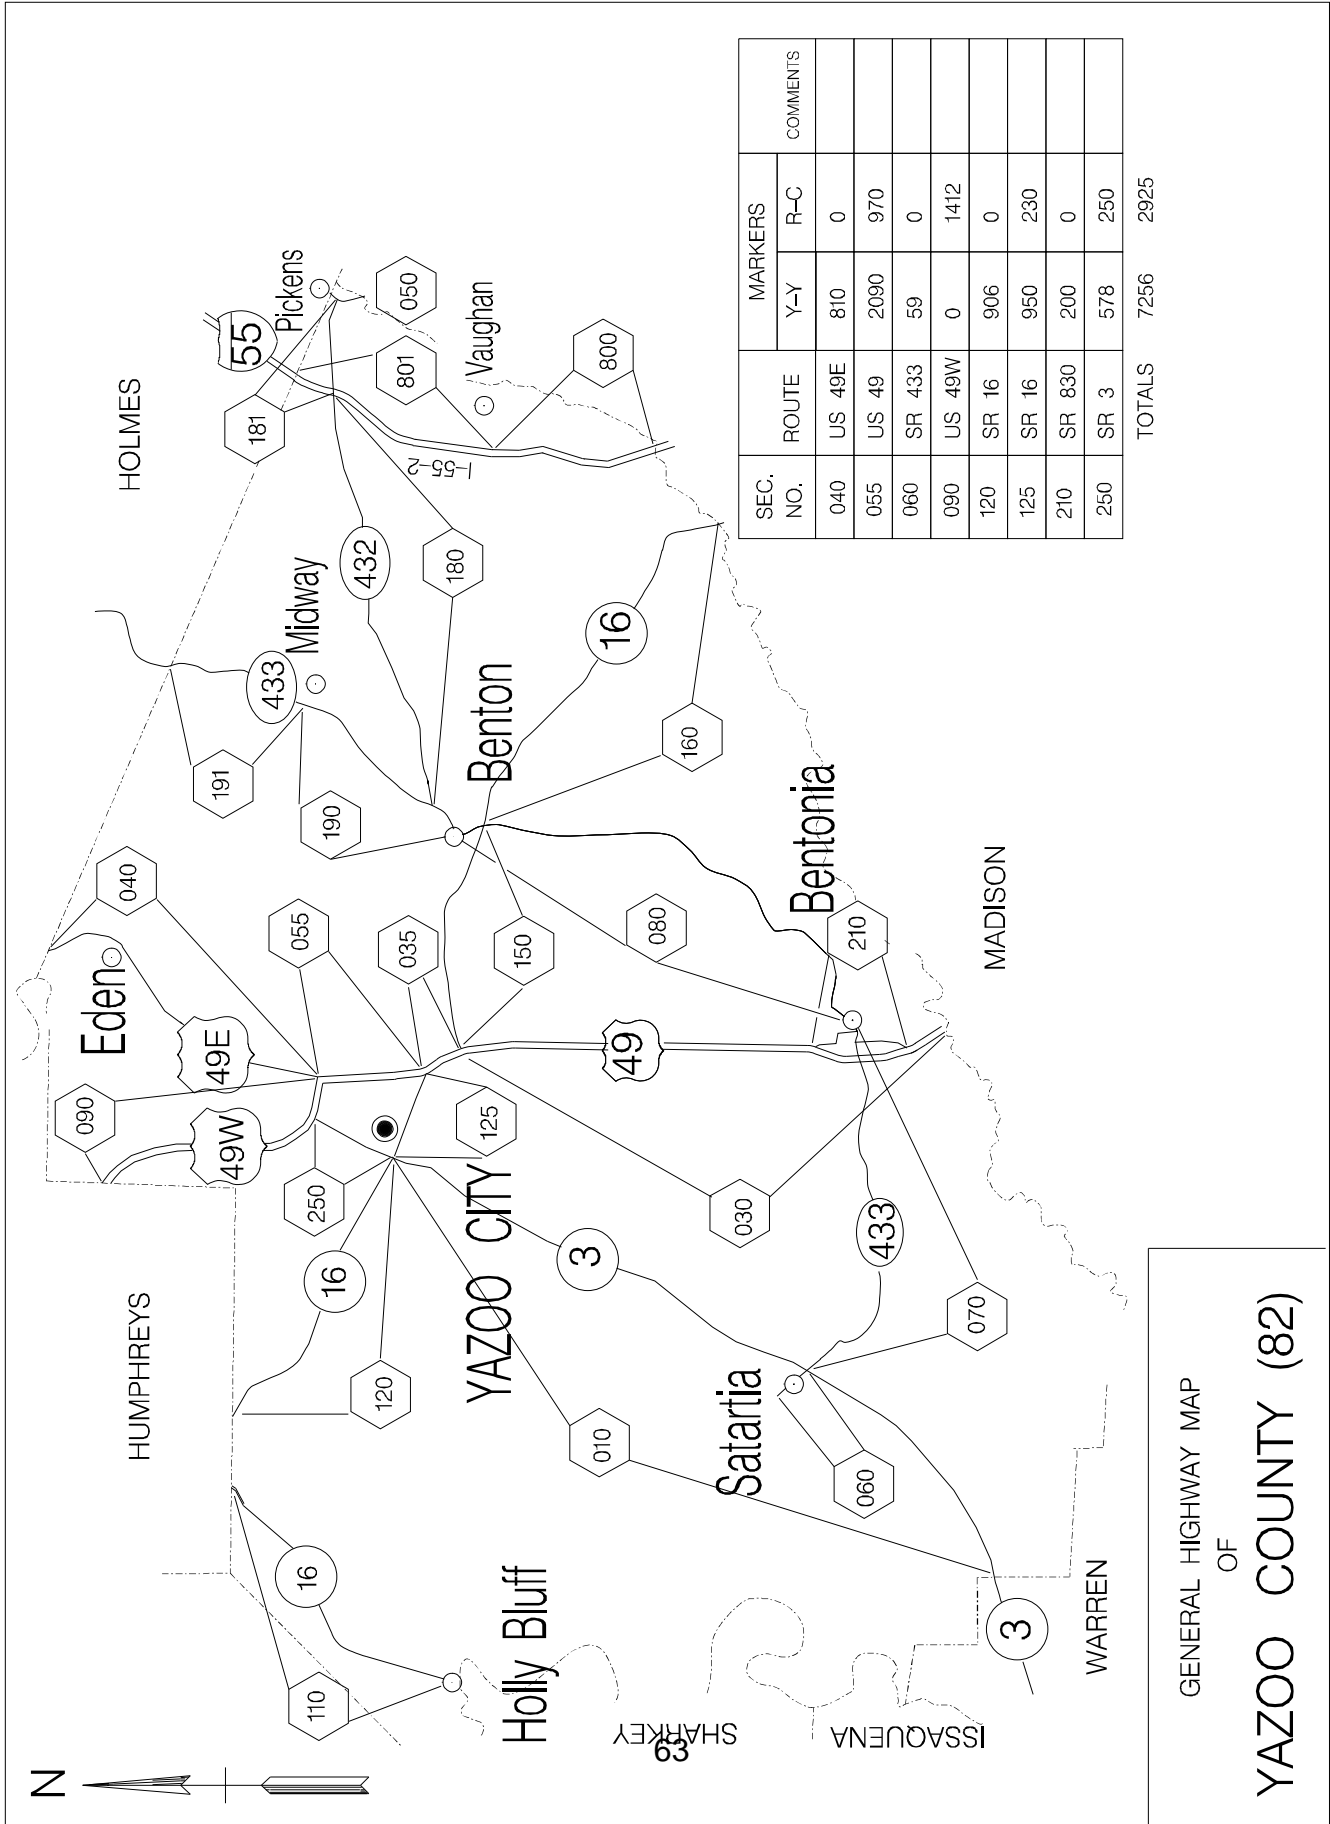 N
HUMPHREYS
HOLMES
090
49W
49E
Eden
040
055
035
150
190
191
433
Midway
181
55
Pickens
050
801
Vaughan
800
I-55-2
432
180
Benton
16
160
080
Bentonia
210
MADISON
49
125
250
16
YAZOO CITY
120
3
010
030
433
070
Satartia
060
110
16
Holly Bluff
SHARKEY
63
ISSAQUENA
3
WARREN
SEC. NO. ROUTE MARKERS COMMENTS
Y-Y R-C
040 US 49E 810 0
055 US 49 2090 970
060 SR 433 59 0
090 US 49W 0 1412
120 SR 16 906 0
125 SR 16 950 230
210 SR 830 200 0
250 SR 3 578 250
TOTALS 7256 2925
GENERAL HIGHWAY MAP
OF
YAZOO COUNTY (82)